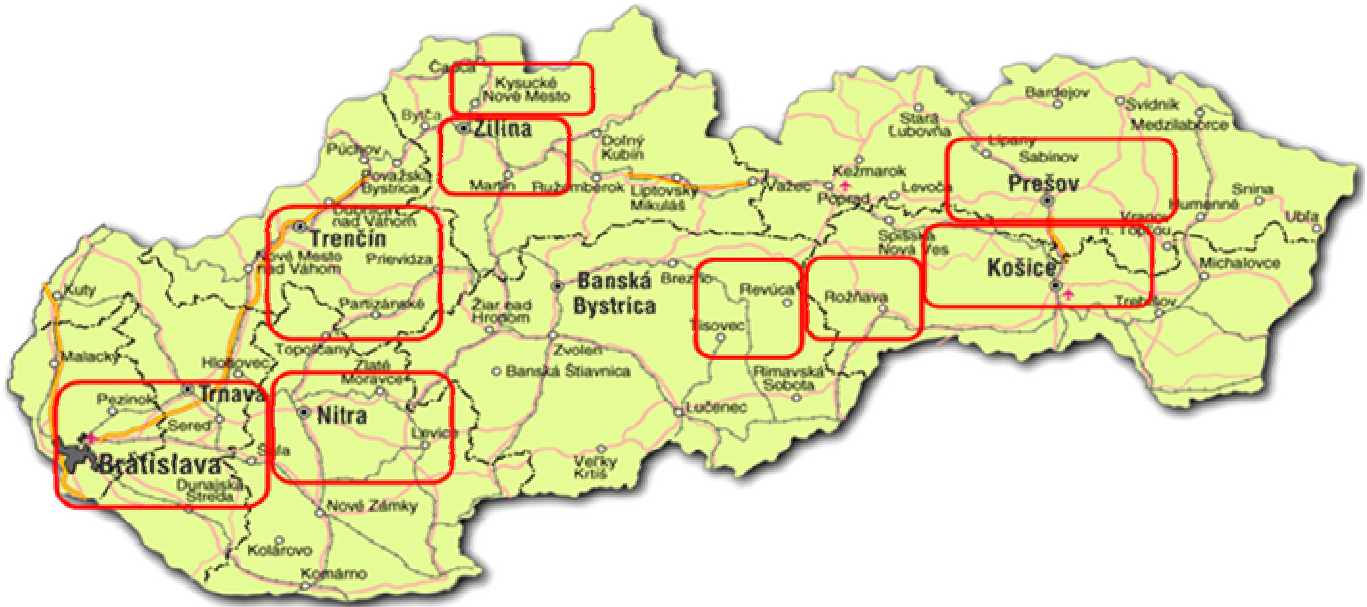 Čadca
Kysucké
Nové Mesto
Bytča
Žilina
Púchov
Považská
Bystrica
Martin
Ružomberok
Dolný
Kubín
Liptovský
Mikuláš
Važec
Kežmarok
Poprad
Levoča
Stará
Ľubovňa
Spišská
Nová Ves
Bardejov
Svidník
Medzilaborce
Lipany
Sabinov
Prešov
Snina
Humenné
Ubľa
Vranov
n. Topľou
Michalovce
Košice
Trebišov
Dubnica
nad Váhom
Trenčín
Nové Mesto
nad Váhom
Prievidza
Partizánske
Topoľčany
Žiar nad
Hronom
Banská
Bystrica
Brezno
Revúca
Tisovec
Rožňava
Rimavská
Sobota
Zvolen
Banská Štiavnica
Lučenec
Veľký
Krtíš
Kuty
Malacky
Hlohovec
Zlaté
Moravce
Pezinok
Trnava
Sereď
Nitra
Levice
Šaľa
Bratislava
Dunajská
Streda
Nové Zámky
Kolárovo
Komárno